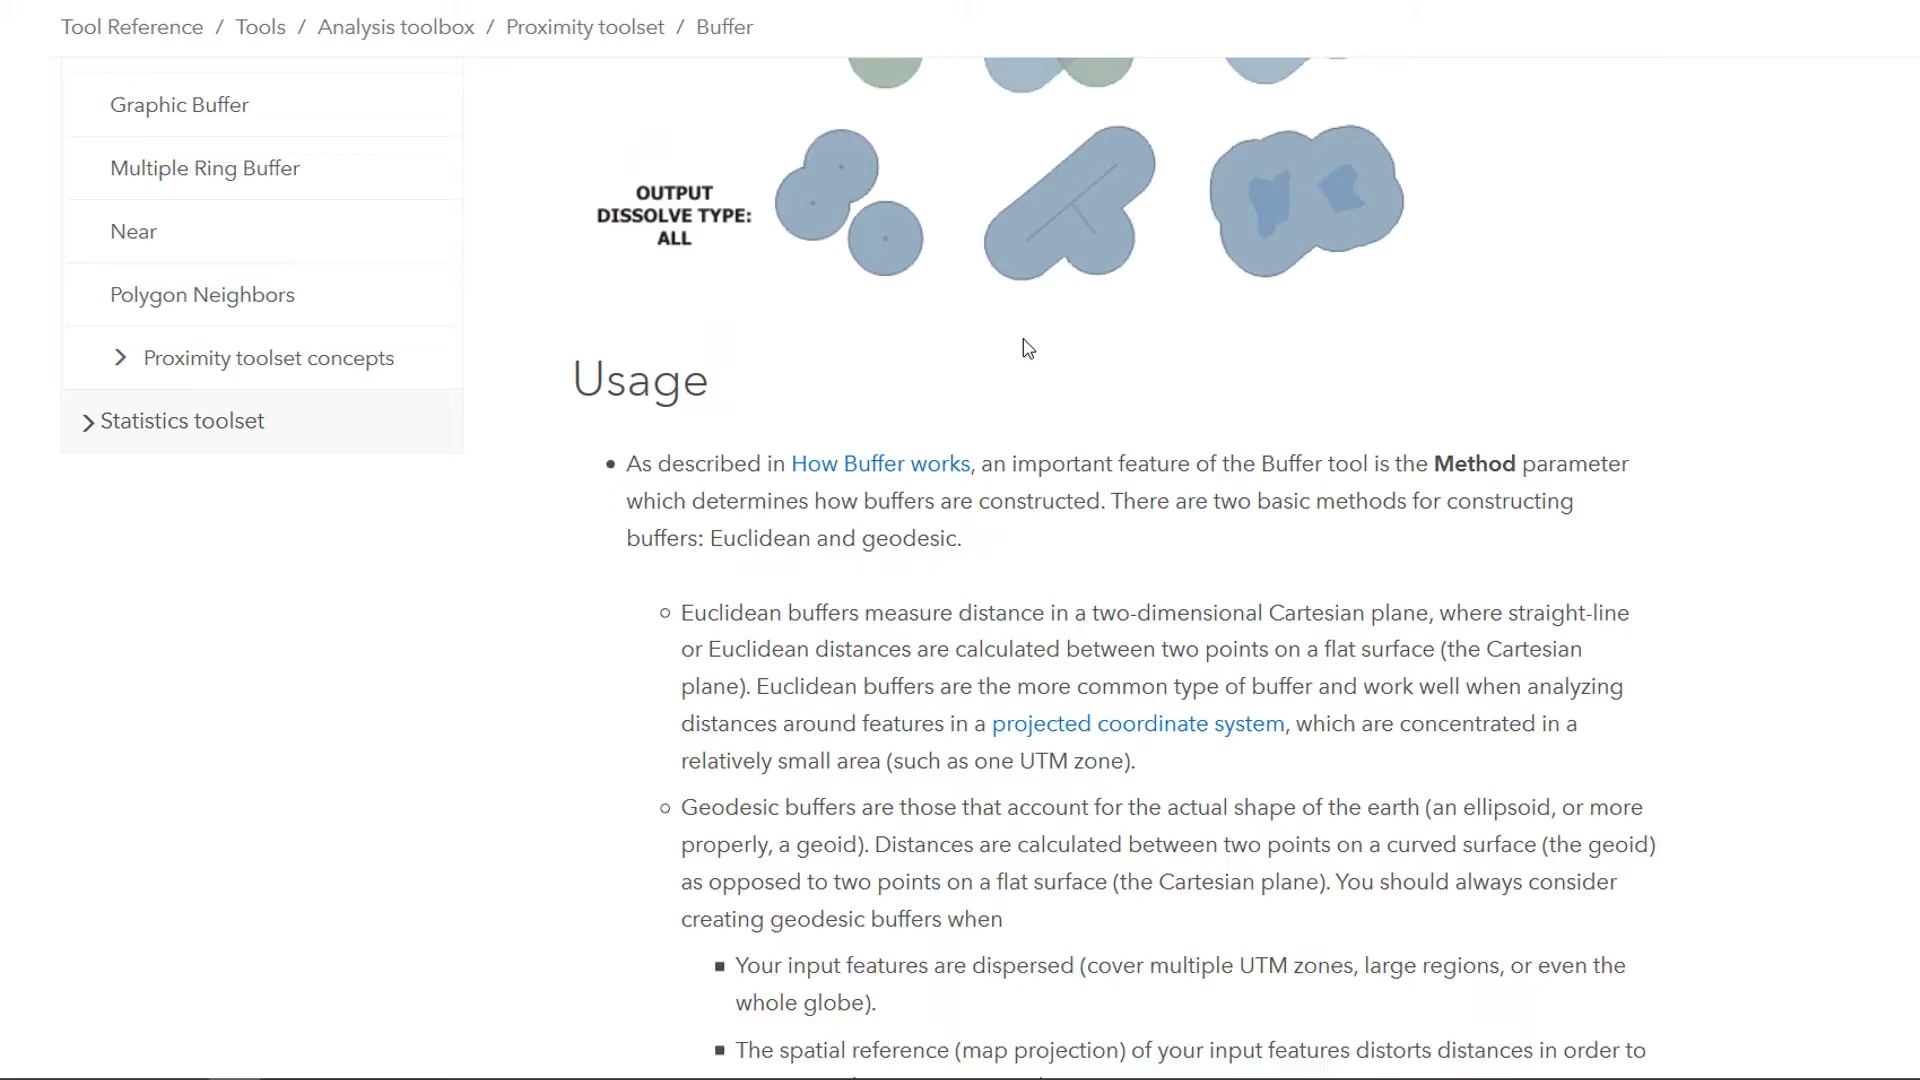 Tool Reference / Tools / Analysis toolbox / Proximity toolset / Buffer
Graphic Buffer
Multiple Ring Buffer
Near
Polygon Neighbors
Proximity toolset concepts
Statistics toolset
OUTPUT
DISSOLVE TYPE:
ALL
Usage
• As described in How Buffer works, an important feature of the Buffer tool is the Method parameter
which determines how buffers are constructed. There are two basic methods for constructing
buffers: Euclidean and geodesic.
○ Euclidean buffers measure distance in a two-dimensional Cartesian plane, where straight-line
or Euclidean distances are calculated between two points on a flat surface (the Cartesian
plane). Euclidean buffers are the more common type of buffer and work well when analyzing
distances around features in a projected coordinate system, which are concentrated in a
relatively small area (such as one UTM zone).
○ Geodesic buffers are those that account for the actual shape of the earth (an ellipsoid, or more
properly, a geoid). Distances are calculated between two points on a curved surface (the geoid)
as opposed to two points on a flat surface (the Cartesian plane). You should always consider
creating geodesic buffers when
■ Your input features are dispersed (cover multiple UTM zones, large regions, or even the
whole globe).
■ The spatial reference (map projection) of your input features distorts distances in order to